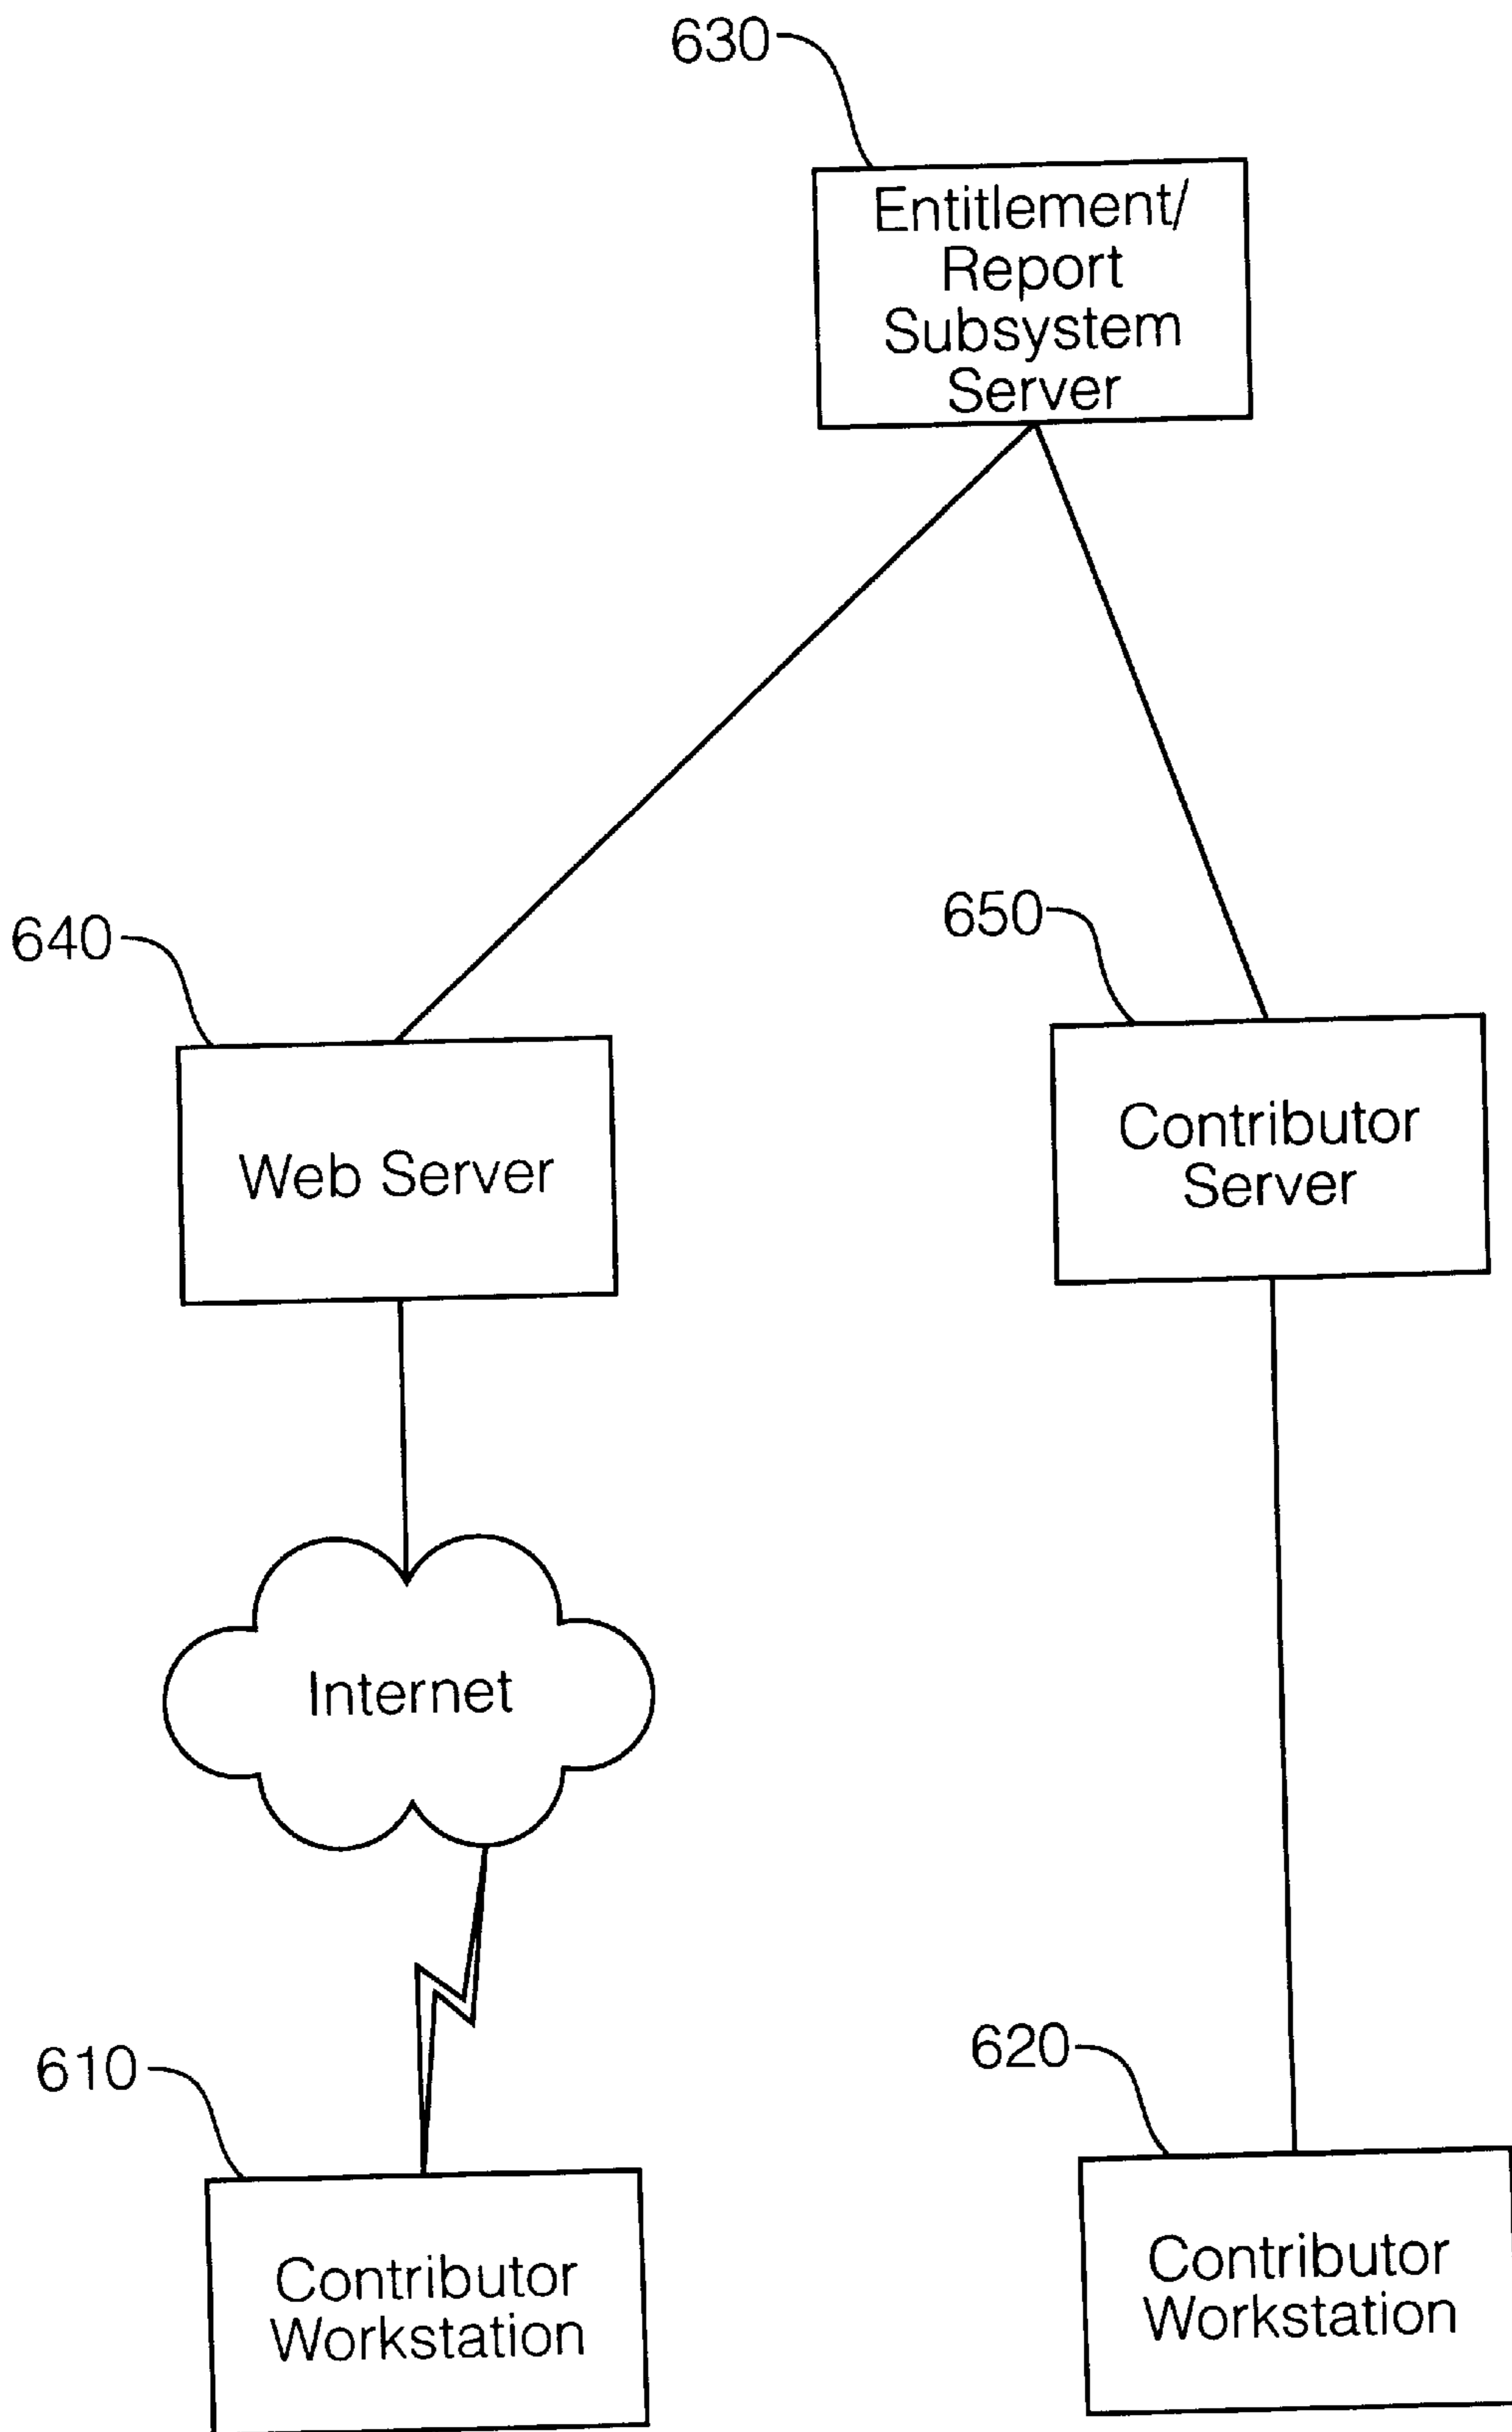 630
Entitlement/
Report
Subsystem
Server
640
650
Web Server
Contributor
Server
Internet
610
620
Contributor
Workstation
Contributor
Workstation